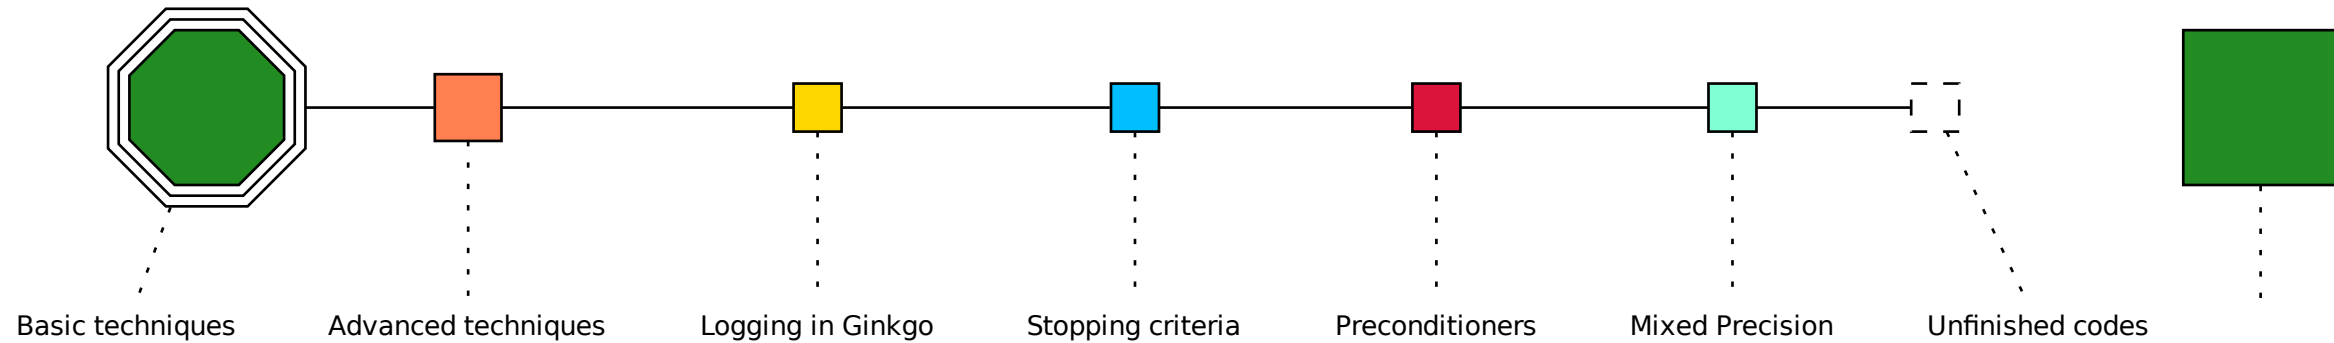 Basic techniques
Advanced techniques
Logging in Ginkgo
Stopping criteria
Preconditioners
Mixed Precision
Unfinished codes